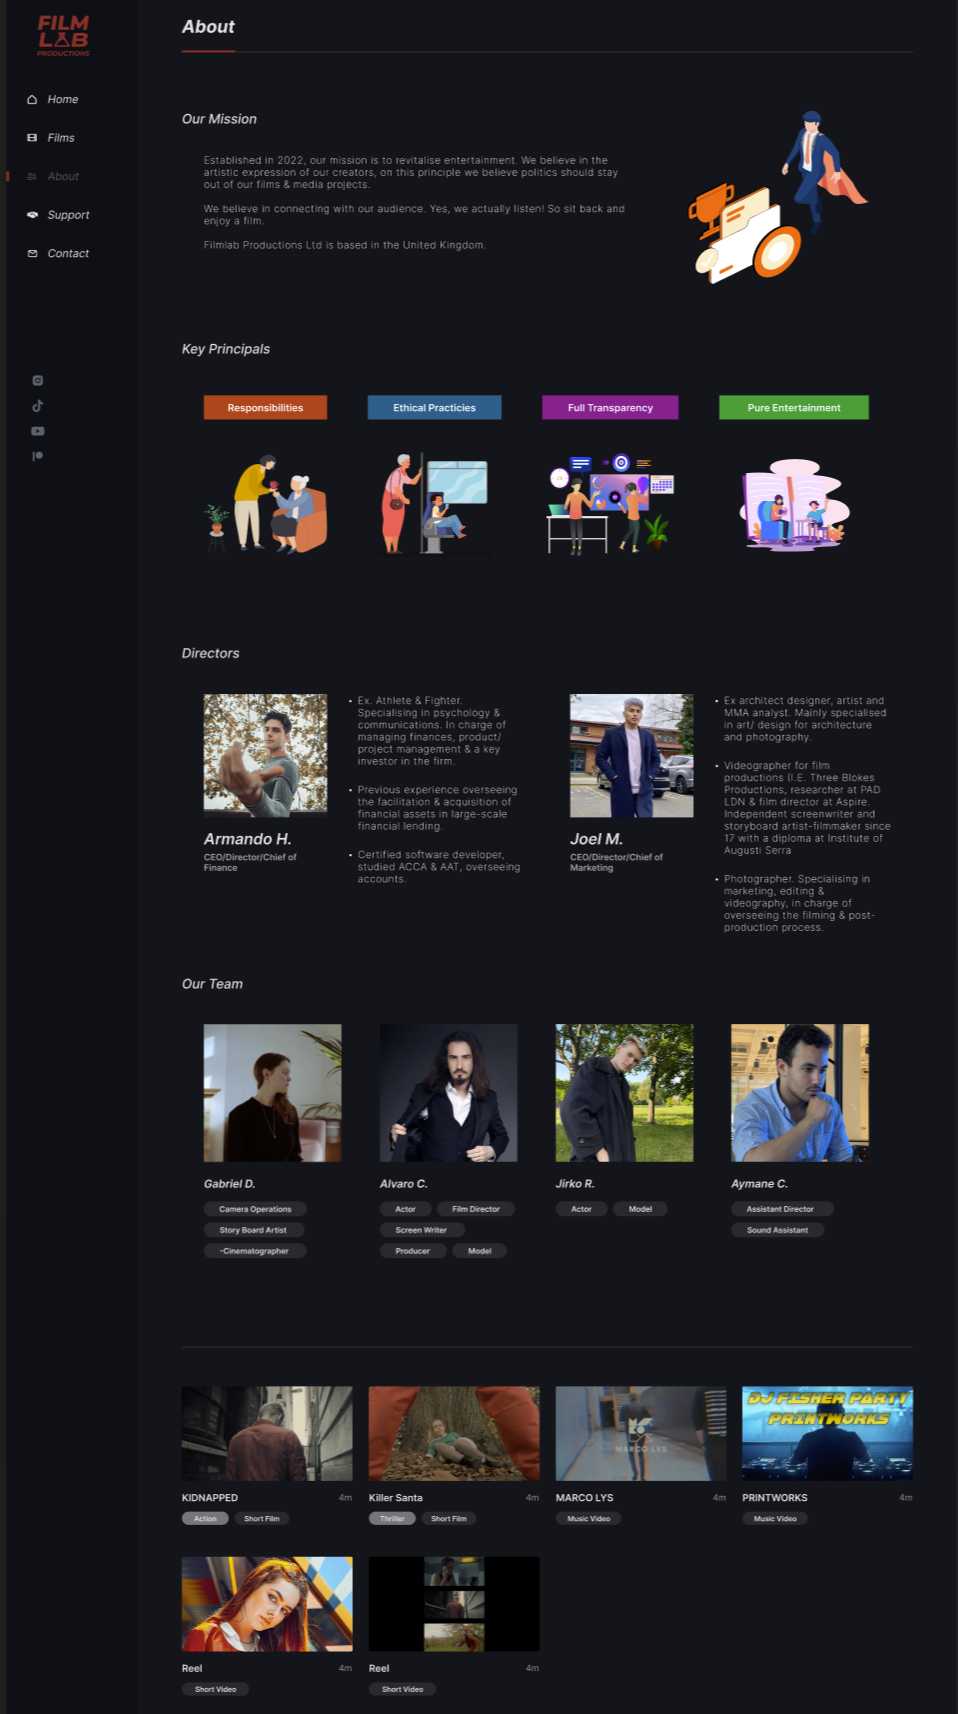 FILM
LAB
PRODUCTIONS
Home
Films
About
Support
Contact
About
Our Mission
Established in 2022, our mission is to revitalise entertainment. We believe in the
artistic expression of our creators, on this principle we believe politics should stay
out of our films & media projects.
We believe in connecting with our audience. Yes, we actually listen! So sit back and
enjoy a film.
Filmlab Productions Ltd is based in the United Kingdom.
Key Principals
Responsibilities
Ethical Practicies
Full Transparency
Pure Entertainment
Directors
Armando H.
CEO/Director/Chief of
Finance
• Ex. Athlete & Fighter.
Specialising in psychology &
communications. In charge of
managing finances, product/
project management & a key
investor in the firm.
• Previous experience overseeing
the facilitation & acquisition of
financial assets in large-scale
financial lending.
• Certified software developer,
studied ACCA & AAT, overseeing
accounts.
Joel M.
CEO/Director/Chief of
Marketing
• Ex architect designer, artist and
MMA analyst. Mainly specialised
in art/ design for architecture
and photography.
• Videographer for film
productions (I.E. Three Blokes
Productions, researcher at PAD
LDN & film director at Aspire.
Independent screenwriter and
storyboard artist-filmmaker since
17 with a diploma at Institute of
Augusti Serra
• Photographer. Specialising in
marketing, editing &
videography, in charge of
overseeing the filming & post-
production process.
Our Team
Gabriel D.
Camera Operations
Story Board Artist
-Cinematographer
Alvaro C.
Actor Film Director
Screen Writer
Producer Model
Jirko R.
Actor Model
Aymane C.
Assistant Director
Sound Assistant
KIDNAPPED 4m
Action Short Film
Killer Santa 4m
Thriller Short Film
MARCO LYS
MARCO LYS 4m
Music Video
DJ FISHER PARTY
PRINTWORKS
PRINTWORKS 4m
Music Video
Reel 4m
Short Video
Reel 4m
Short Video